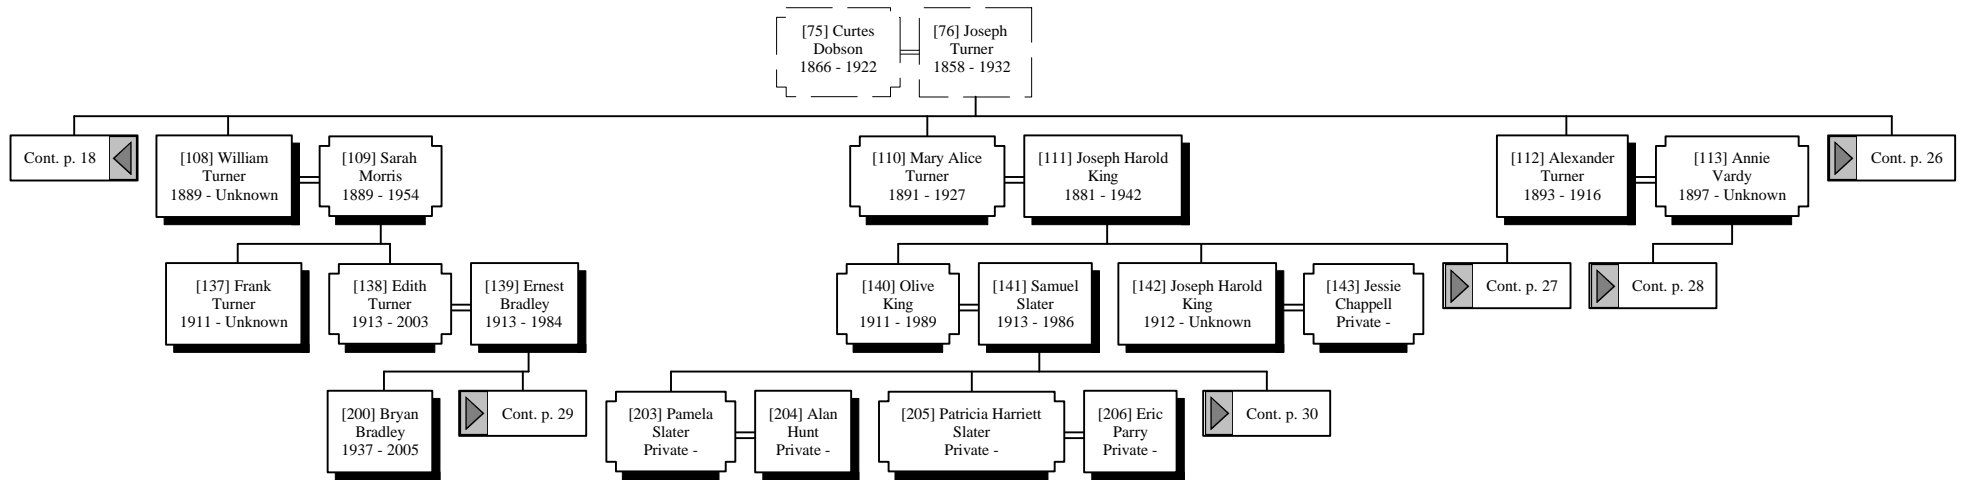 [75] Curtes
Dobson
1866 - 1922
[76] Joseph
Turner
1858 - 1932
Cont. p. 18
[108] William
Turner
1889 - Unknown
[109] Sarah
Morris
1889 - 1954
[110] Mary Alice
Turner
1891 - 1927
[111] Joseph Harold
King
1881 - 1942
[112] Alexander
Turner
1893 - 1916
[113] Annie
Vardy
1897 - Unknown
Cont. p. 26
[137] Frank
Turner
1911 - Unknown
[138] Edith
Turner
1913 - 2003
[139] Ernest
Bradley
1913 - 1984
[140] Olive
King
1911 - 1989
[141] Samuel
Slater
1913 - 1986
[142] Joseph Harold
King
1912 - Unknown
[143] Jessie
Chappell
Private -
Cont. p. 27
Cont. p. 28
[200] Bryan
Bradley
1937 - 2005
Cont. p. 29
[203] Pamela
Slater
Private -
[204] Alan
Hunt
Private -
[205] Patricia Harriett
Slater
Private -
[206] Eric
Parry
Private -
Cont. p. 30